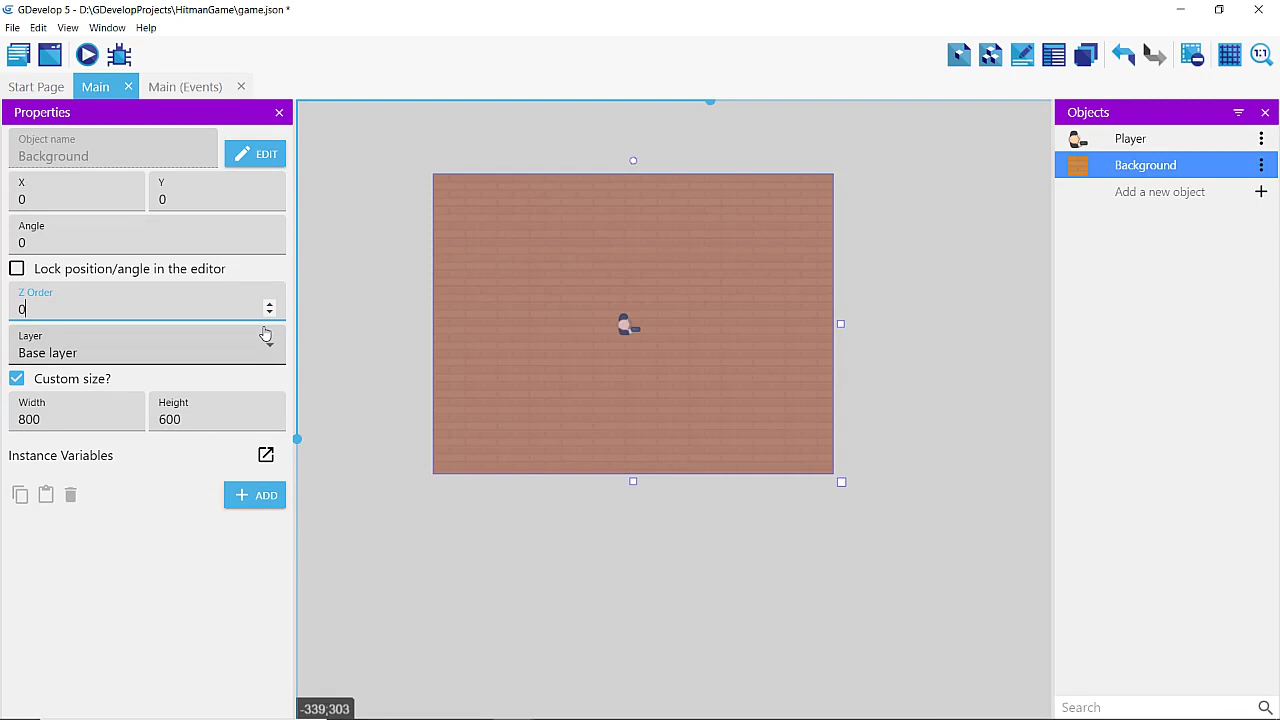 GDevelop 5 - D:\GDevelopProjects\HitmanGame\game.json *
File Edit View Window Help
1:1
Start Page Main × Main (Events) ×
Properties ×
Object name
Background
EDIT
X
0
Y
0
Angle
0
Lock position/angle in the editor
Z Order
0
Layer
Base layer
Custom size?
Width
800
Height
600
Instance Variables
ADD
-339;303
Objects ×
Player
Background
Add a new object
Search